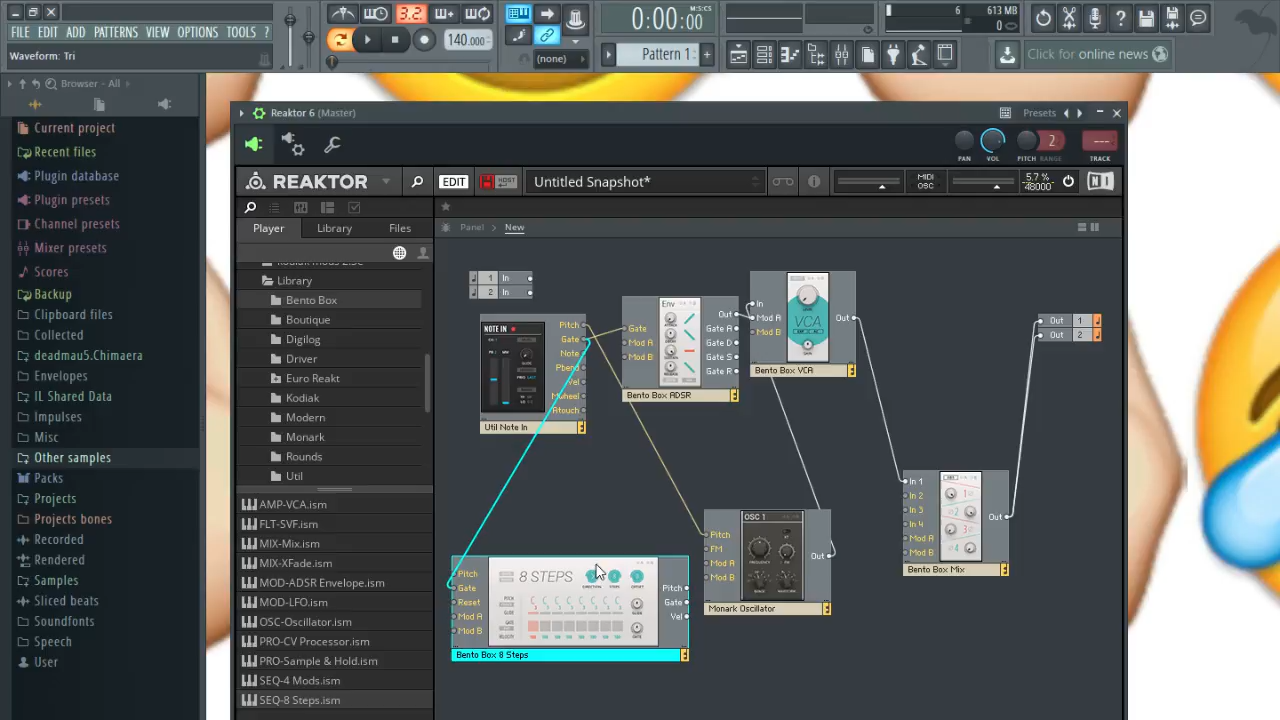 FILE EDIT ADD PATTERNS VIEW OPTIONS TOOLS ?
Waveform: Tri
3.2
140.000
0:00:00
M:S:CS
(none)
Pattern 1
6
613 MB
0
Click for online news
Browser - All
Current project
Recent files
Plugin database
Plugin presets
Channel presets
Mixer presets
Scores
Backup
Clipboard files
Collected
deadmau5.Chimaera
Envelopes
IL Shared Data
Impulses
Misc
Other samples
Packs
Projects
Projects bones
Recorded
Rendered
Samples
Sliced beats
Soundfonts
Speech
User
Reaktor 6 (Master)
Presets
PAN
VOL
PITCH
RANGE
2
---
TRACK
REAKTOR
EDIT
HOST
Untitled Snapshot*
MIDI
OSC
5.7 %
48000
Player
Library
Files
Panel
New
Library
Bento Box
Boutique
Digilog
Driver
Euro Reakt
Kodiak
Modern
Monark
Rounds
Util
AMP-VCA.ism
FLT-SVF.ism
MIX-Mix.ism
MIX-XFade.ism
MOD-ADSR Envelope.ism
MOD-LFO.ism
OSC-Oscillator.ism
PRO-CV Processor.ism
PRO-Sample & Hold.ism
SEQ-4 Mods.ism
SEQ-8 Steps.ism
1 In
2 In
NOTE IN
Pitch
Gate
Note
Pbend
Vel
Mwheel
Atouch
Util Note In
Gate
Mod A
Mod B
Env
Out
Gate A
Gate D
Gate S
Gate R
Bento Box ADSR
In
Mod A
Mod B
VCA
Out
Bento Box VCA
Out 1
Out 2
Pitch
Gate
Reset
Mod A
Mod B
8 STEPS
Pitch
Gate
Vel
Bento Box 8 Steps
Pitch
FM
Mod A
Mod B
OSC 1
Out
Monark Oscillator
In 1
In 2
In 3
In 4
Mod A
Mod B
Out
Bento Box Mix